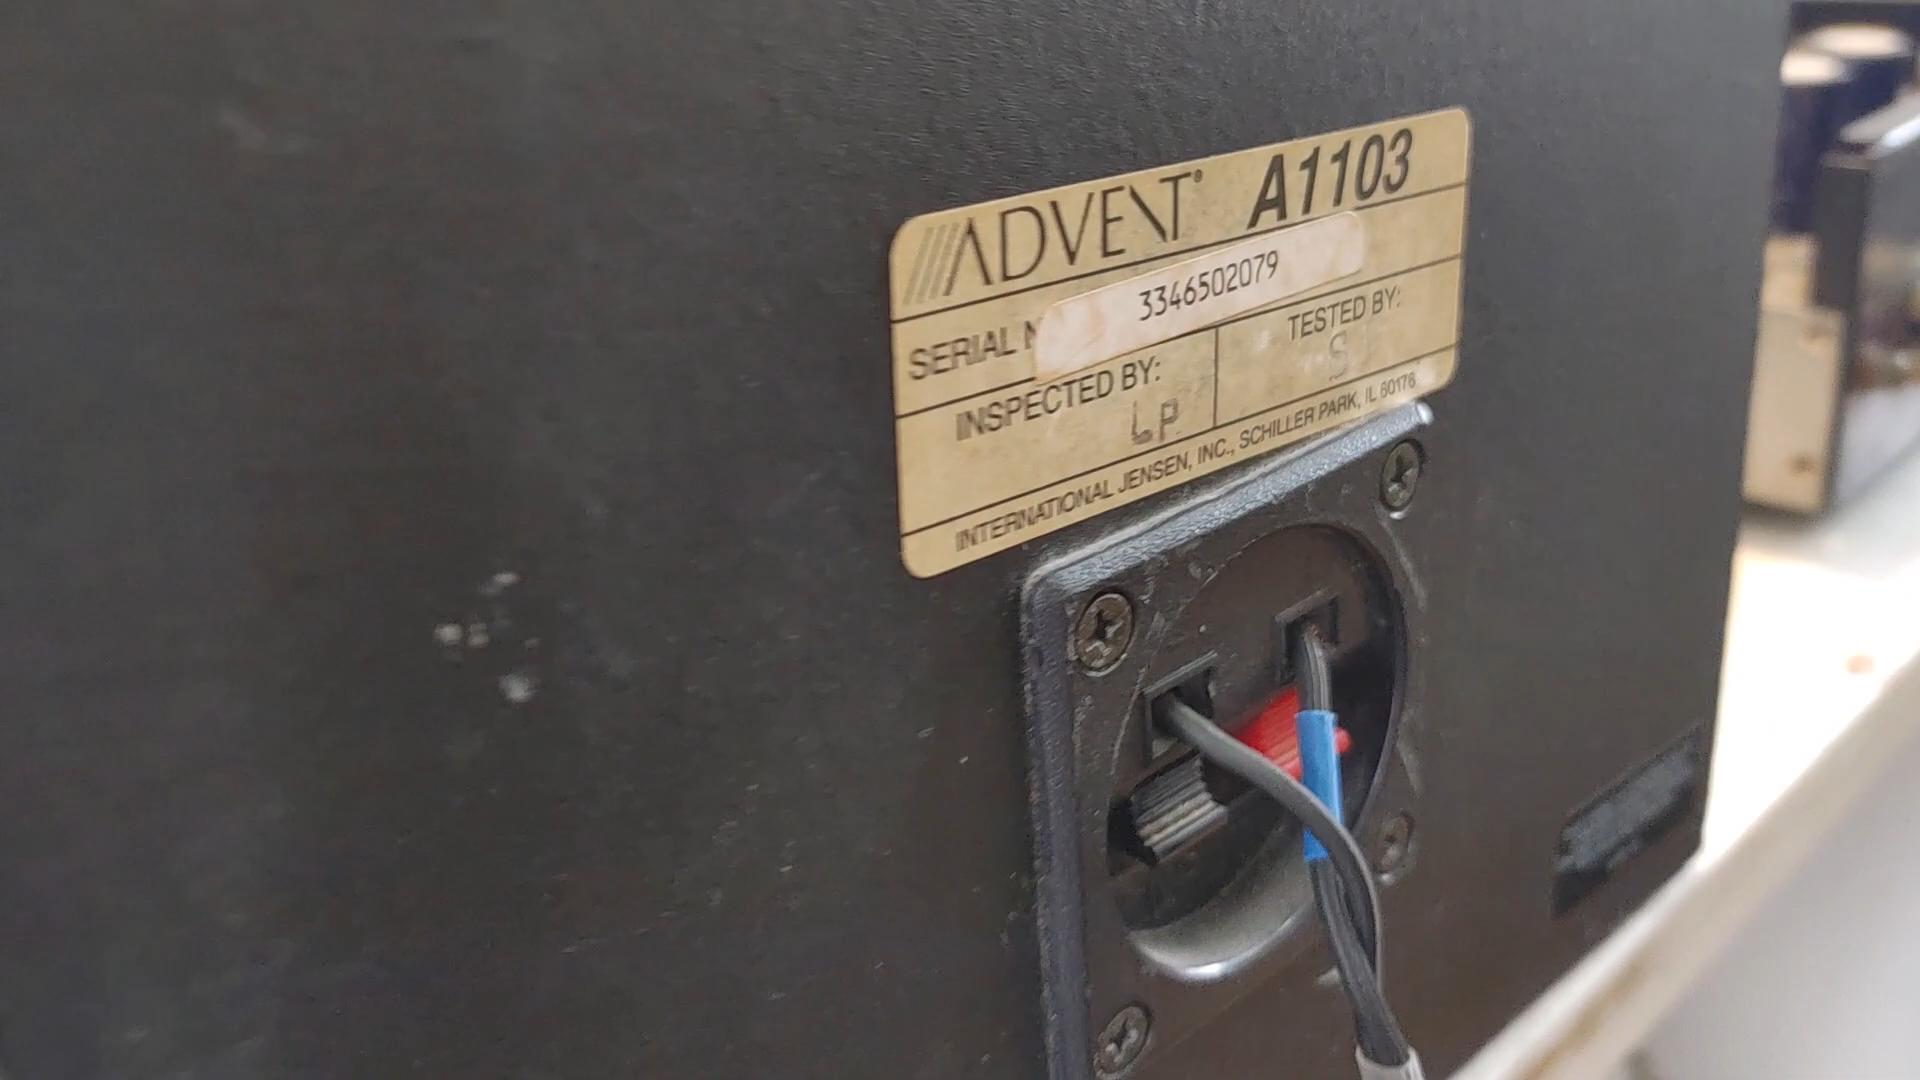 ADVENT® A1103
SERIAL N 3346502079
INSPECTED BY: LP
TESTED BY: S
INTERNATIONAL JENSEN, INC., SCHILLER PARK, IL 60176